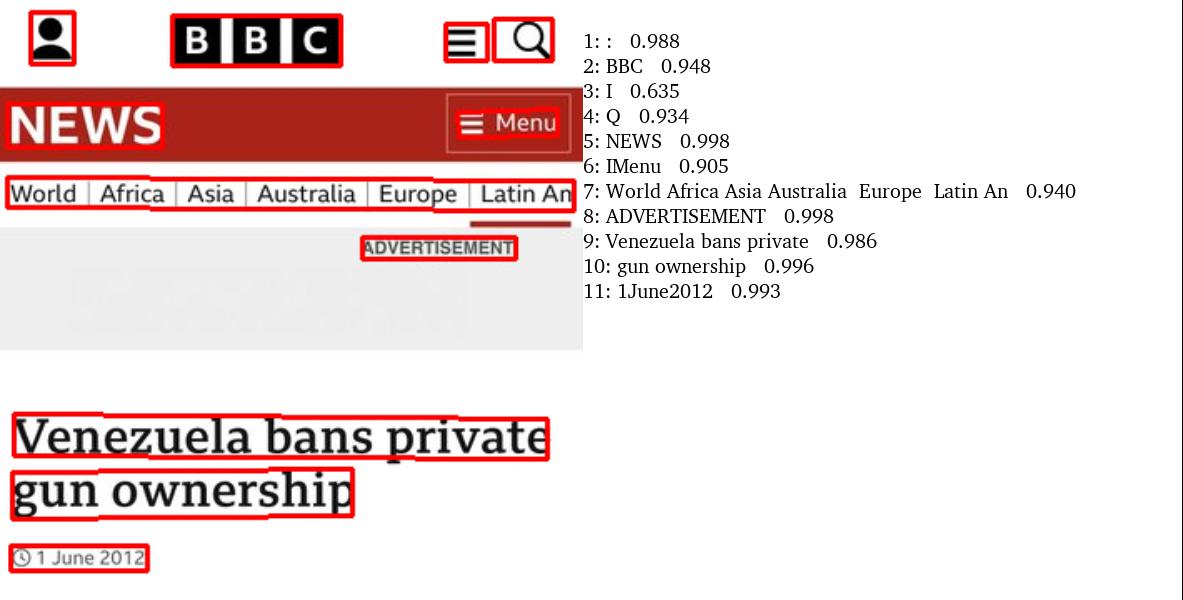 BBC
NEWS
Menu
World Africa Asia Australia Europe Latin Am
ADVERTISEMENT
Venezuela bans private
gun ownership
1 June 2012
1: : 0.988
2: BBC 0.948
3: I 0.635
4: Q 0.934
5: NEWS 0.998
6: IMenu 0.905
7: World Africa Asia Australia Europe Latin An 0.940
8: ADVERTISEMENT 0.998
9: Venezuela bans private 0.986
10: gun ownership 0.996
11: 1June2012 0.993